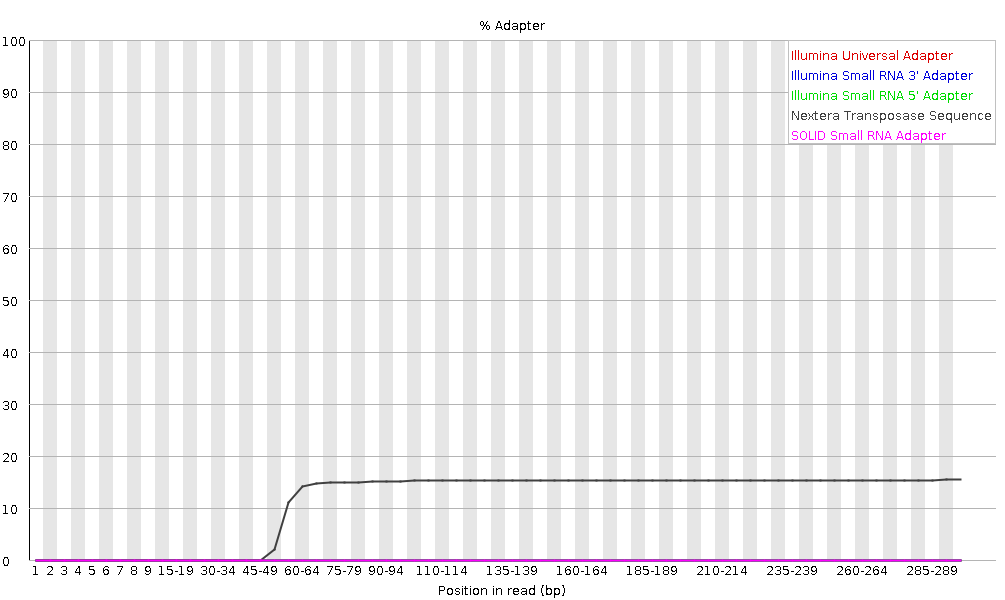 % Adapter
100
90
80
70
60
50
40
30
20
10
0
Illumina Universal Adapter
Illumina Small RNA 3' Adapter
Illumina Small RNA 5' Adapter
Nextera Transposase Sequence
SOLID Small RNA Adapter
1 2 3 4 5 6 7 8 9 15-19 30-34 45-49 60-64 75-79 90-94 110-114 135-139 160-164 185-189 210-214 235-239 260-264 285-289
Position in read (bp)